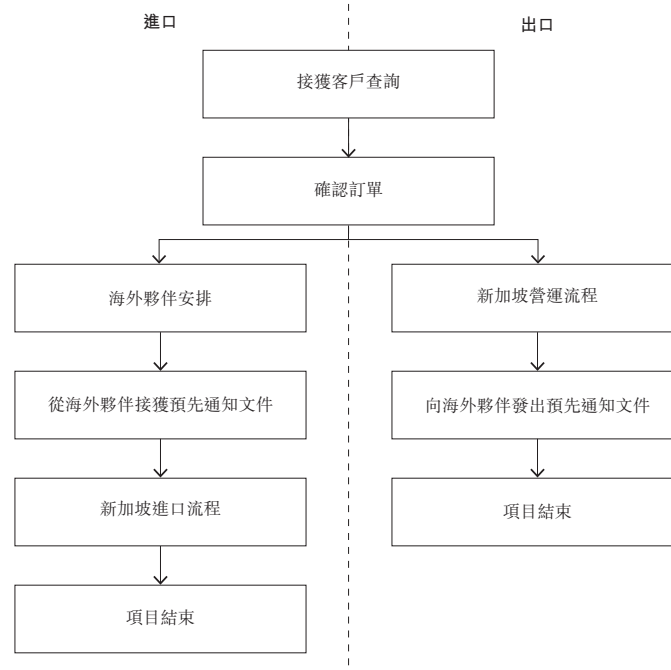 進口
出口
接獲客戶查詢
確認訂單
海外夥伴安排
新加坡營運流程
從海外夥伴接獲預先通知文件
向海外夥伴發出預先通知文件
新加坡進口流程
項目結束
項目結束